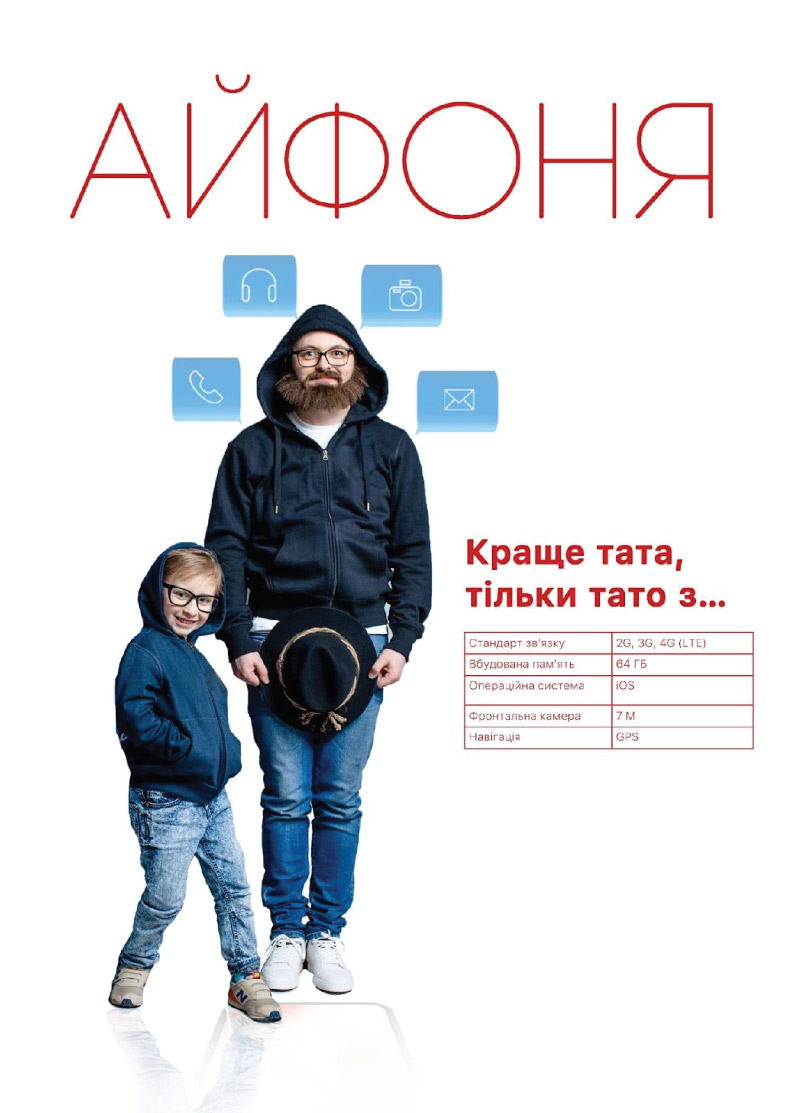 АЙФОНЯ
Краще тата,
тільки тато з...
Стандарт зв'язку 2G, 3G, 4G (LTE)
Вбудована пам'ять 64 ГБ
Операційна система iOS
Фронтальна камера 7 М
Навігація GPS